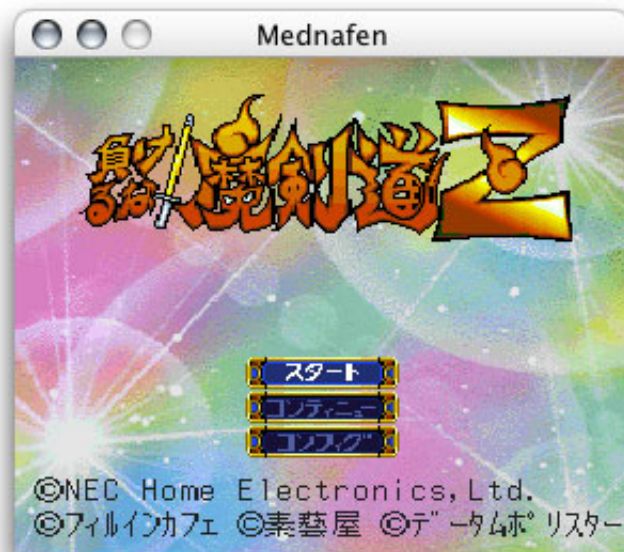 Mednafen
負けるな!魔剣道Z
スタート
コンティニュー
コンフィグ
©NEC Home Electronics,Ltd.
©フィルインカフェ ©素藝屋 ©データムポリスター